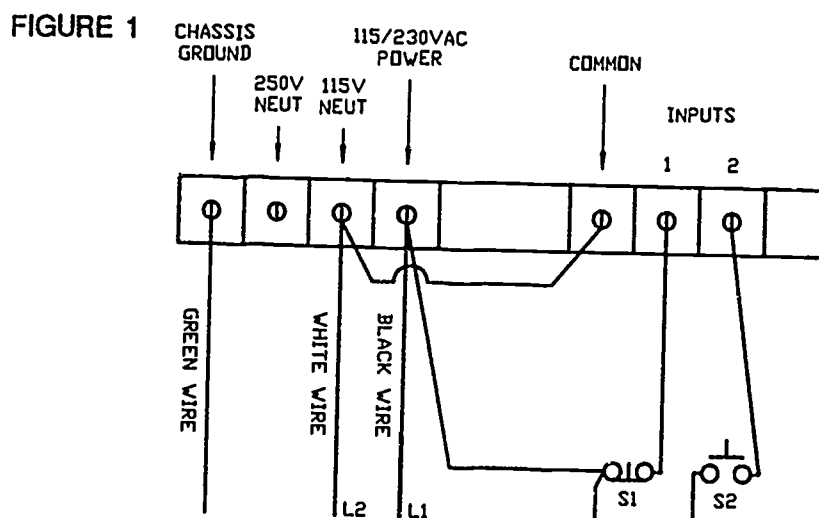 FIGURE 1
CHASSIS
GROUND
250V
NEUT
115V
NEUT
115/230VAC
POWER
COMMON
INPUTS
1
2
GREEN WIRE
WHITE WIRE
BLACK WIRE
L2
L1
S1
S2